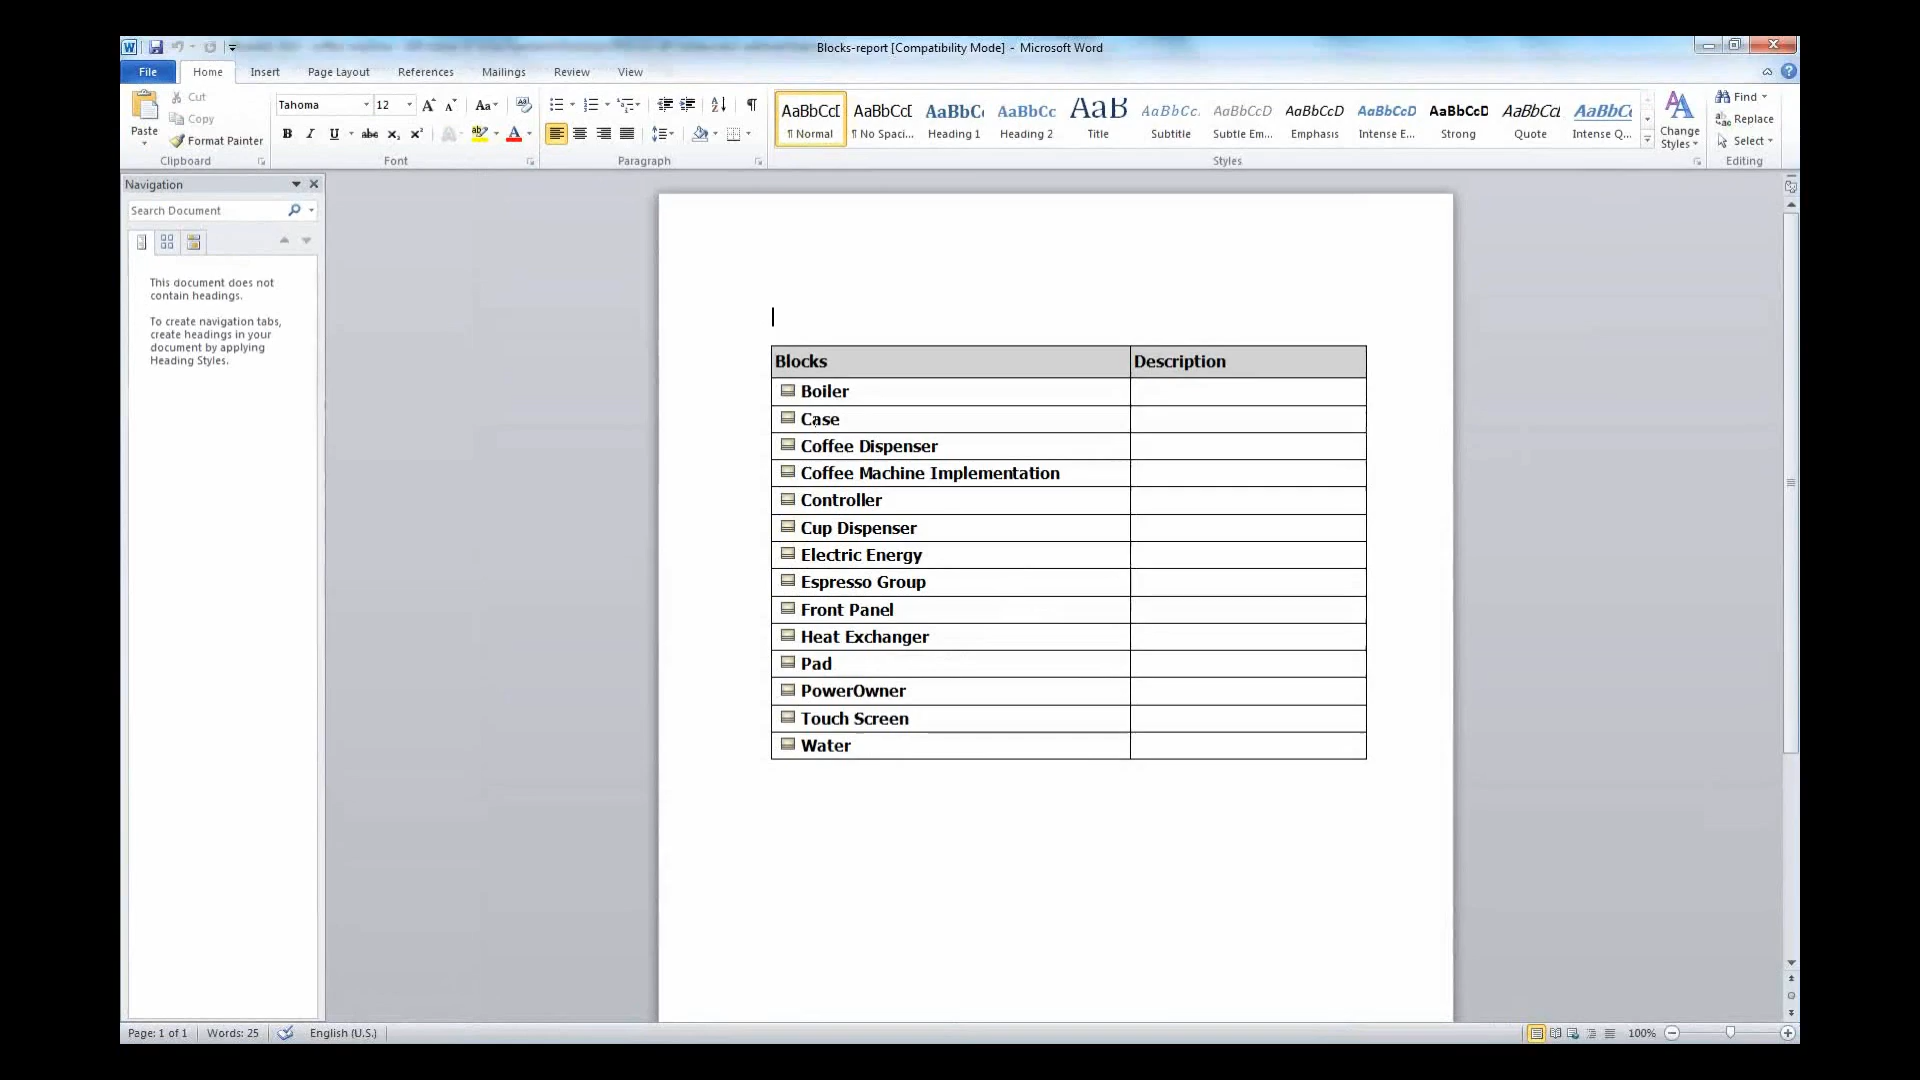 Blocks-report [Compatibility Mode] - Microsoft Word
File Home Insert Page Layout References Mailings Review View
Paste
Cut
Copy
Format Painter
Clipboard
Tahoma 12
Font
Paragraph
AaBbCcD AaBbCcD AaBbC AaBbCc AaB AaBbCc. AaBbCcD AaBbCcD AaBbCcD AaBbCcD AaBbCcD AaBbCc
¶ Normal ¶ No Spaci... Heading 1 Heading 2 Title Subtitle Subtle Em... Emphasis Intense E... Strong Quote Intense Q...
Styles
Change
Styles
Find
Replace
Select
Editing
Navigation
Search Document
This document does not
contain headings.
To create navigation tabs,
create headings in your
document by applying
Heading Styles.
Blocks Description
Boiler
Case
Coffee Dispenser
Coffee Machine Implementation
Controller
Cup Dispenser
Electric Energy
Espresso Group
Front Panel
Heat Exchanger
Pad
PowerOwner
Touch Screen
Water
Page: 1 of 1 Words: 25 English (U.S.) 100%